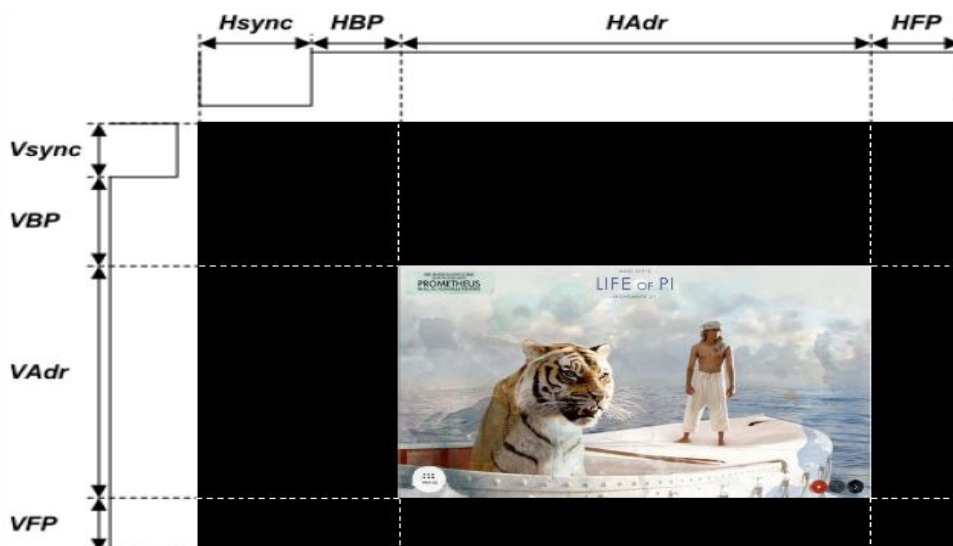 Hsync HBP HAdr HFP
Vsync
VBP
VAdr
VFP
PROMETHEUS
LIFE OF PI